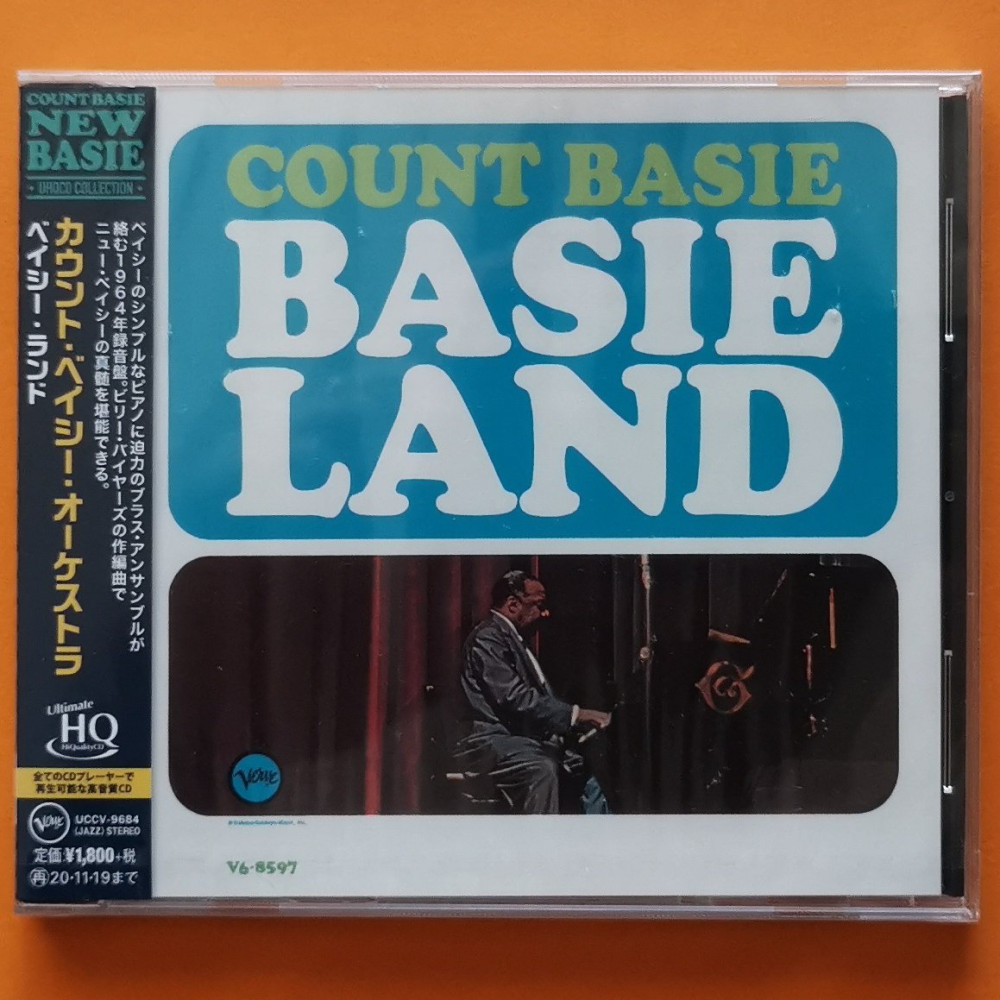 COUNT BASIE
NEW
BASIE
UHQCD COLLECTION
ベイシーのシンプルなピアノに迫力のブラス・アンサンブルが
絡む1964年録音盤。ビリー・バイヤーズの作編曲で
ニュー・ベイシーの真髄を堪能できる。
カウント・ベイシー・オーケストラ
ベイシー・ランド
Ultimate
HQ
HiQualityCD
全てのCDプレーヤーで
再生可能な高音質CD
Verve
UCCV-9684
(JAZZ) STEREO
定価:¥1,800+税
再20・11・19まで
COUNT BASIE
BASIE
LAND
Verve
V6-8597